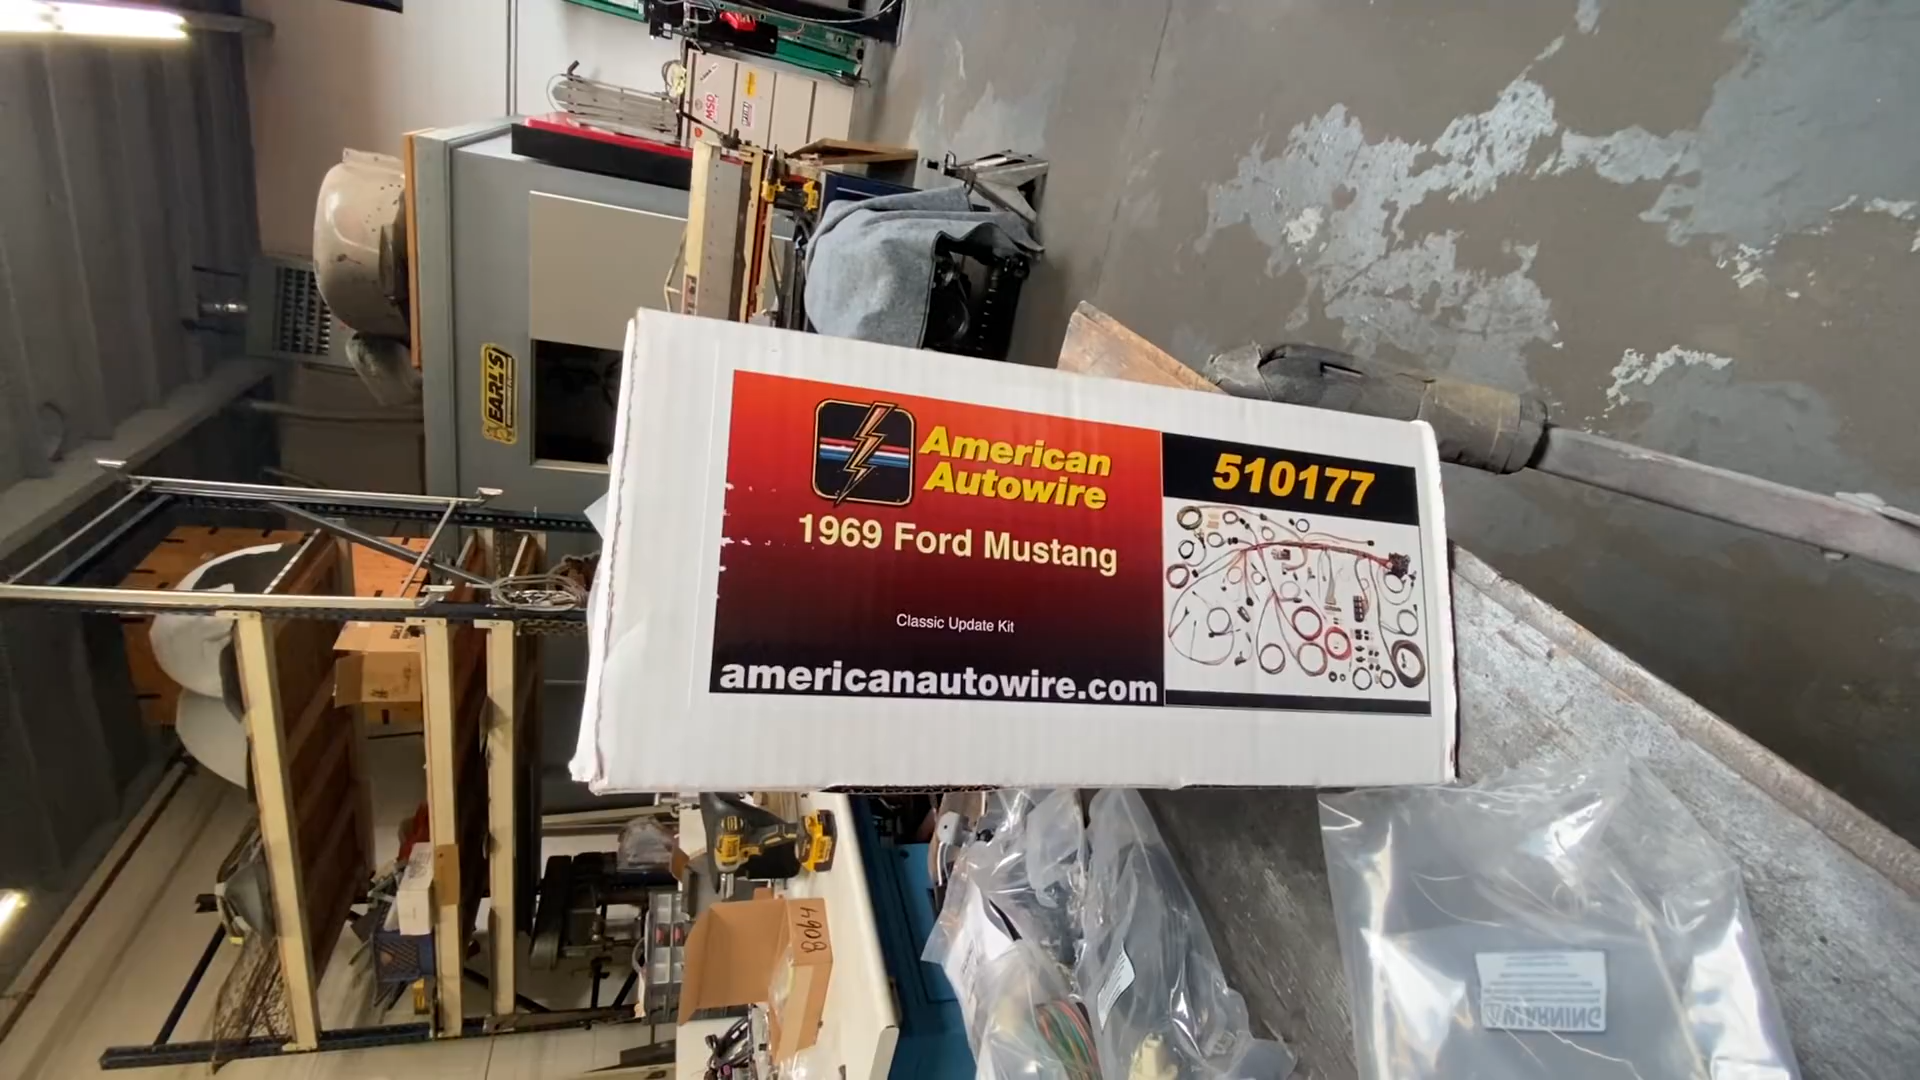 MSD
EARL'S
American
Autowire
1969 Ford Mustang
Classic Update Kit
americanautowire.com
510177
8064
WARNING